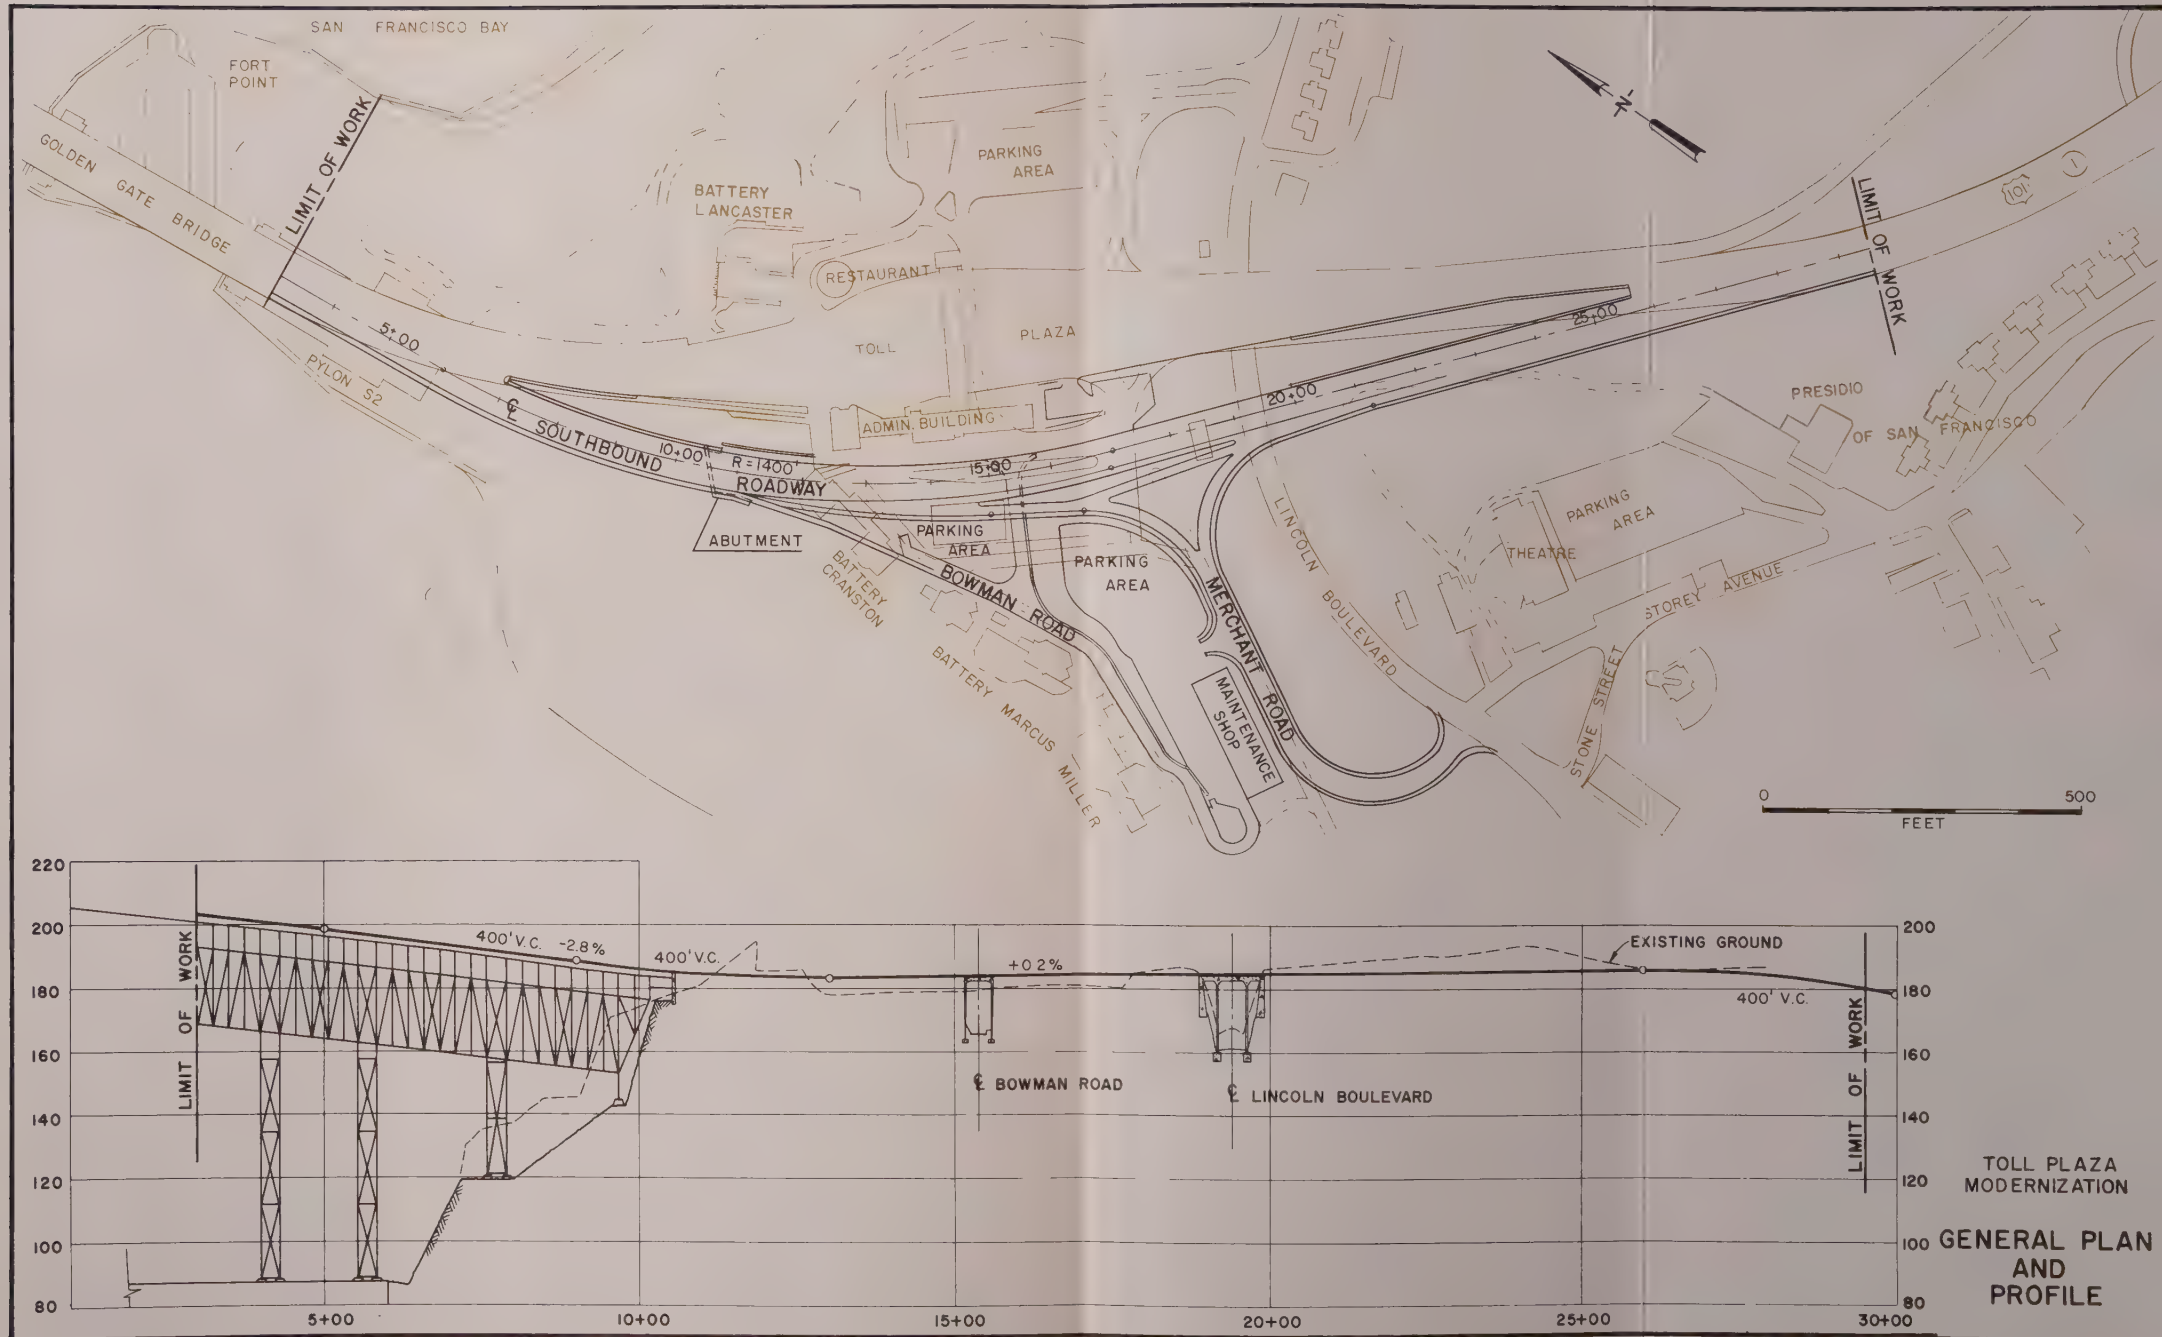 SAN FRANCISCO BAY
FORT
POINT
LIMIT OF WORK
GOLDEN GATE BRIDGE
BATTERY
LANCASTER
PARKING
AREA
N
101
1
LIMIT OF WORK
RESTAURANT
TOLL PLAZA
5+00
PYLON S2
℄ SOUTHBOUND
ROADWAY
10+00
R=1400'
ADMIN. BUILDING
15+00
20+00
25+00
ABUTMENT
PARKING
AREA
BATTERY
CRANSTON
BOWMAN ROAD
PARKING
AREA
MERCHANT ROAD
LINCOLN BOULEVARD
PRESIDIO
OF SAN FRANCISCO
PARKING
AREA
THEATRE
STOREY AVENUE
STONE STREET
BATTERY MARCUS MILLER
MAINTENANCE
SHOP
0 500
FEET
220
200
180
160
140
120
100
80
LIMIT OF WORK
400' V.C. -2.8%
400' V.C.
+0.2%
EXISTING GROUND
400' V.C.
℄ BOWMAN ROAD
℄ LINCOLN BOULEVARD
LIMIT OF WORK
200
180
160
140
120
100
80
5+00 10+00 15+00 20+00 25+00 30+00
TOLL PLAZA
MODERNIZATION
GENERAL PLAN
AND
PROFILE